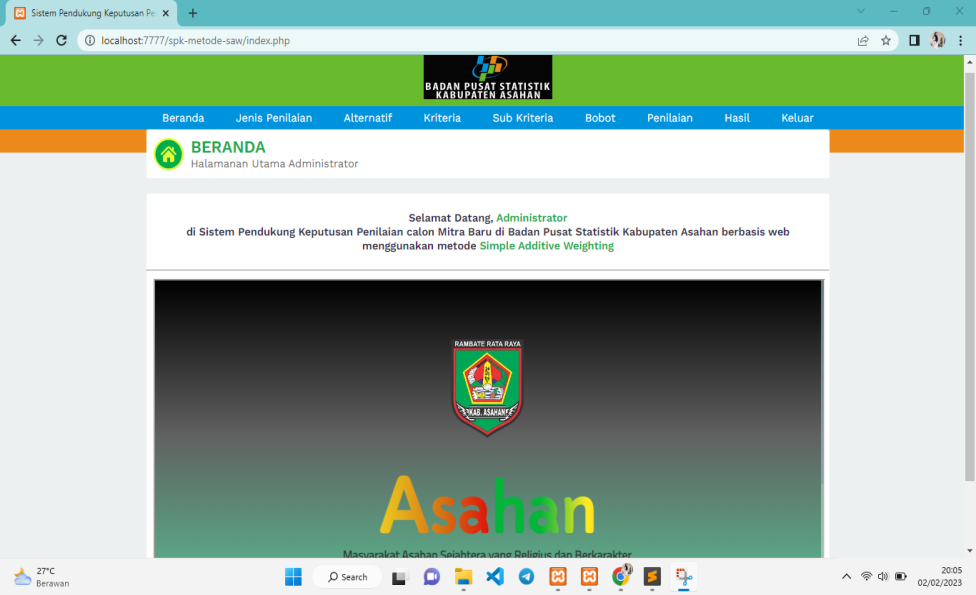 Sistem Pendukung Keputusan Pe
localhost:7777/spk-metode-saw/index.php
BADAN PUSAT STATISTIK
KABUPATEN ASAHAN
Beranda Jenis Penilaian Alternatif Kriteria Sub Kriteria Bobot Penilaian Hasil Keluar
BERANDA
Halamanan Utama Administrator
Selamat Datang, Administrator
di Sistem Pendukung Keputusan Penilaian calon Mitra Baru di Badan Pusat Statistik Kabupaten Asahan berbasis web
menggunakan metode Simple Additive Weighting
RAMBATE RATA RAYA
KAB. ASAHAN
Asahan
Masyarakat Asahan Sejahtera yang Religius dan Berkarakter
27°C
Berawan
Search
20:05
02/02/2023